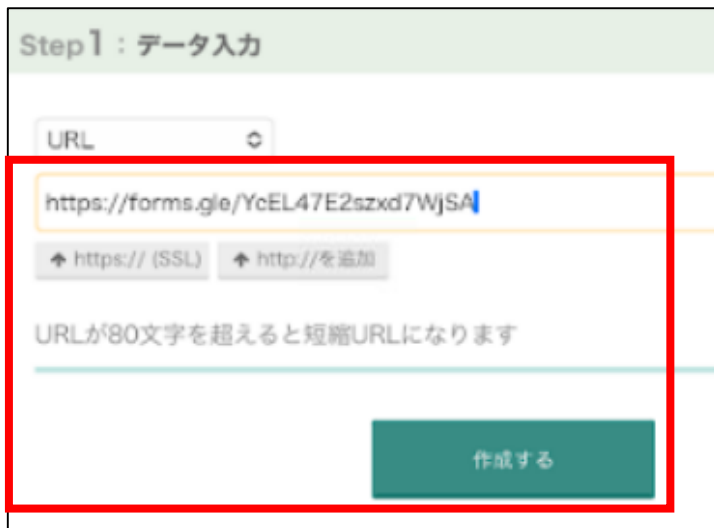 Step1：データ入力
URL
https://forms.gle/YcEL47E2szxd7WjSA
https:// (SSL) http://を追加
URLが80文字を超えると短縮URLになります
作成する